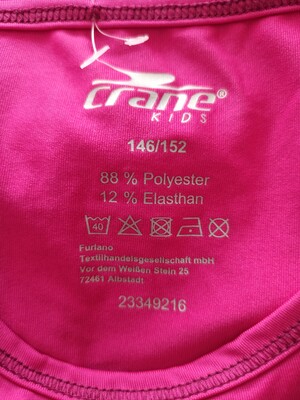 crane®
KIDS
146/152
88 % Polyester
12 % Elasthan
40
Furlano
Textilhandelsgesellschaft mbH
Vor dem Weißen Stein 25
72461 Albstadt
23349216